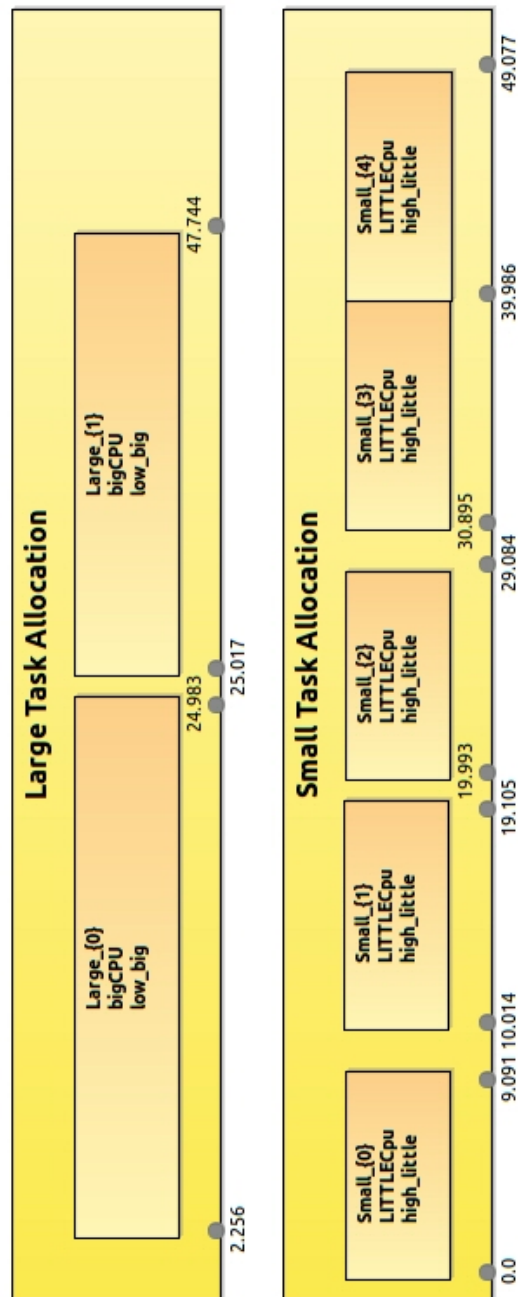 Large Task Allocation
Large_{0}
bigCPU
low_big
Large_{1}
bigCPU
low_big
2.256
24.983
25.017
47.744
Small Task Allocation
Small_{0}
LITTLECpu
high_little
Small_{1}
LITTLECpu
high_little
Small_{2}
LITTLECpu
high_little
Small_{3}
LITTLECpu
high_little
Small_{4}
LITTLECpu
high_little
0.0
9.091
10.014
19.105
19.993
29.084
30.895
39.986
49.077